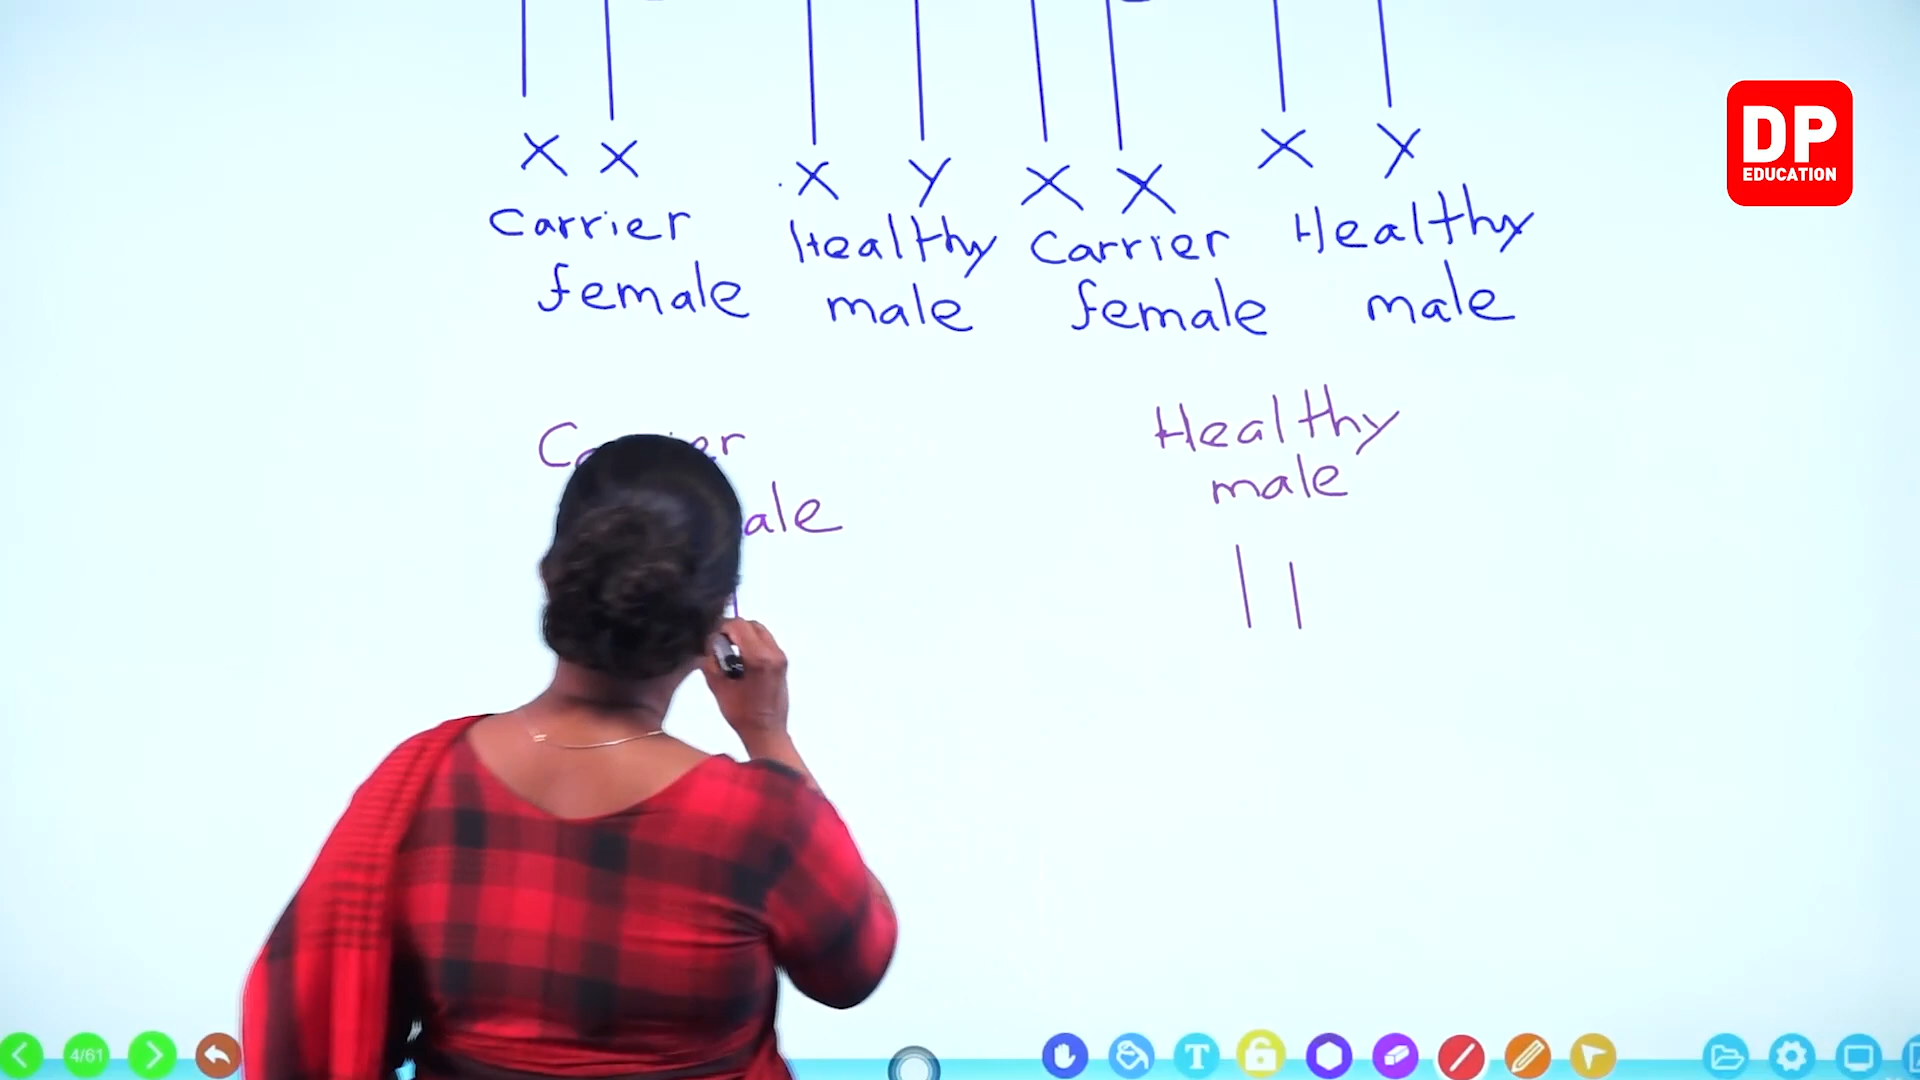 X X X Y X X X Y
Carrier Healthy Carrier Healthy
female male female male
Healthy
male
DP
EDUCATION
4/61
T